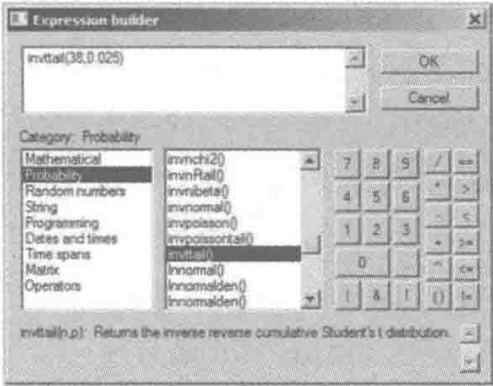 Expression builder
invttail(38,0.025)
OK
Cancel
Category: Probability
Mathematical
Probability
Random numbers
String
Programming
Dates and times
Time spans
Matrix
Operators
invnchi2()
invnFtail()
invnibeta()
invnormal()
invpoisson()
invpoissontail()
invttail()
lnnormal()
lnnormalden()
lnnormalden()
7 8 9 / ==
4 5 6 * >
1 2 3 - <
0 . + >=
^ <=
( & ! () !=
invttail(n,p): Returns the inverse reverse cumulative Student's t distribution.